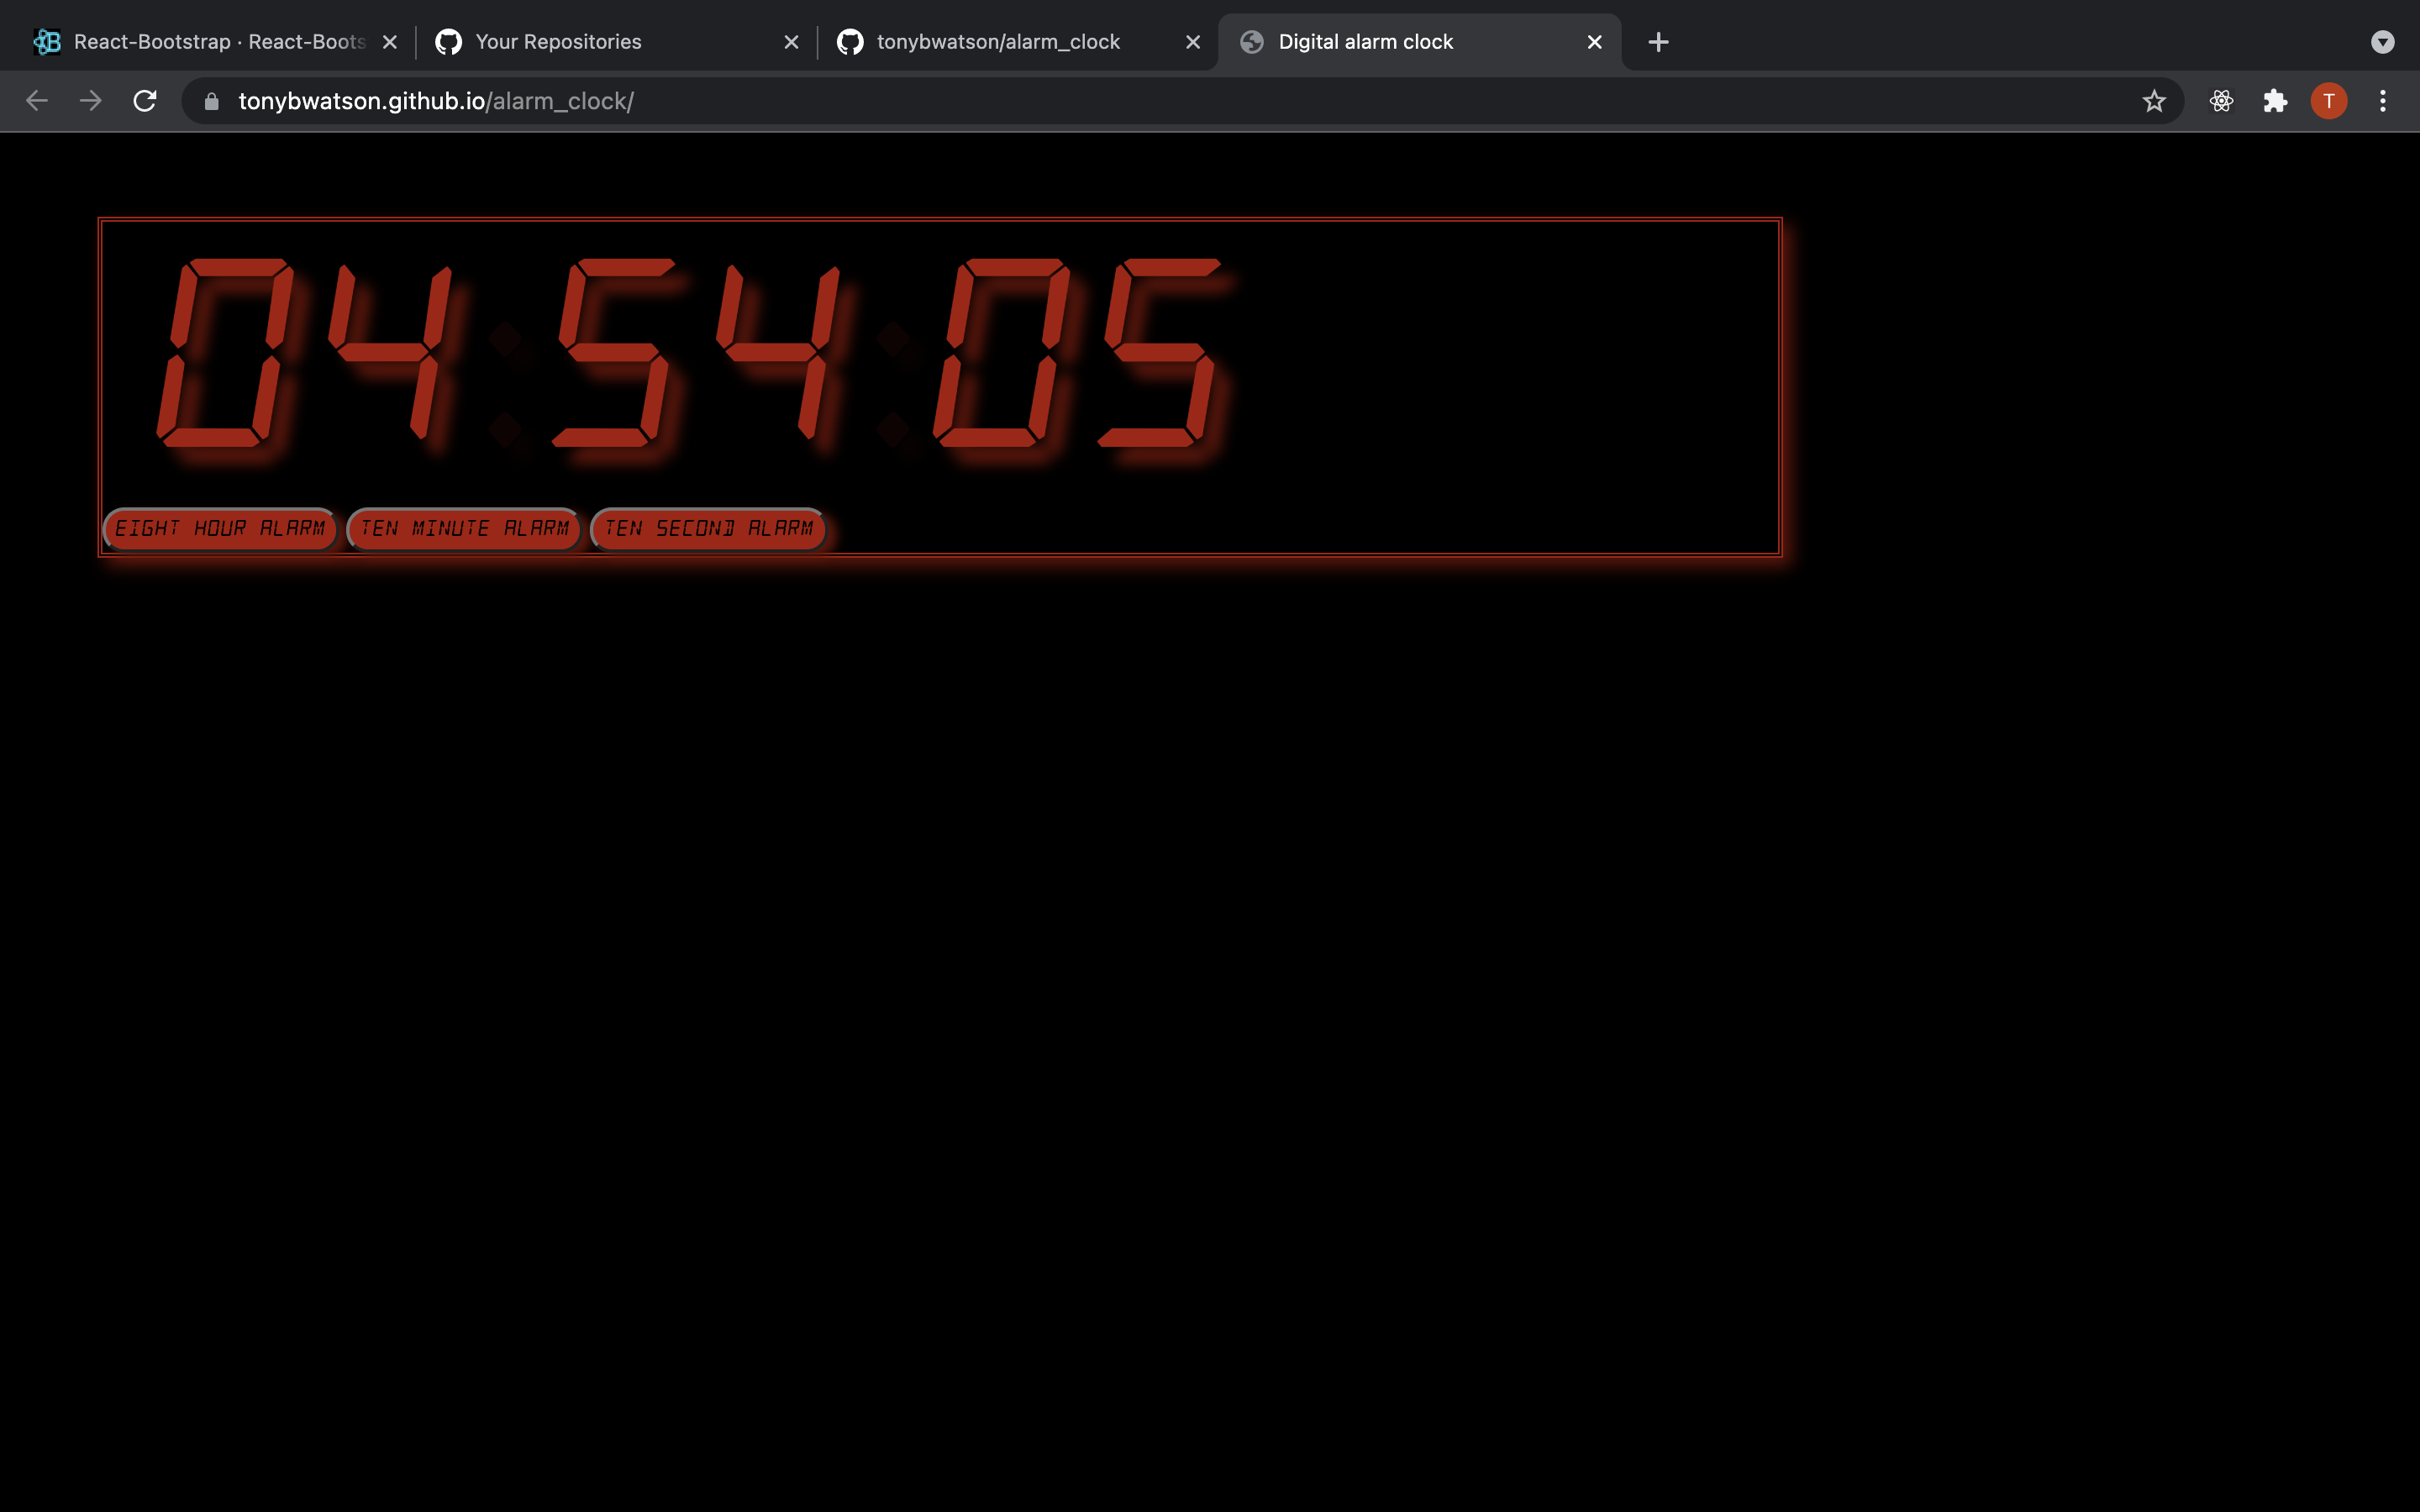 React-Bootstrap · React-Boots
Your Repositories
tonybwatson/alarm_clock
Digital alarm clock
tonybwatson.github.io/alarm_clock/
T
04:54:05
EIGHT HOUR ALARM
TEN MINUTE ALARM
TEN SECOND ALARM